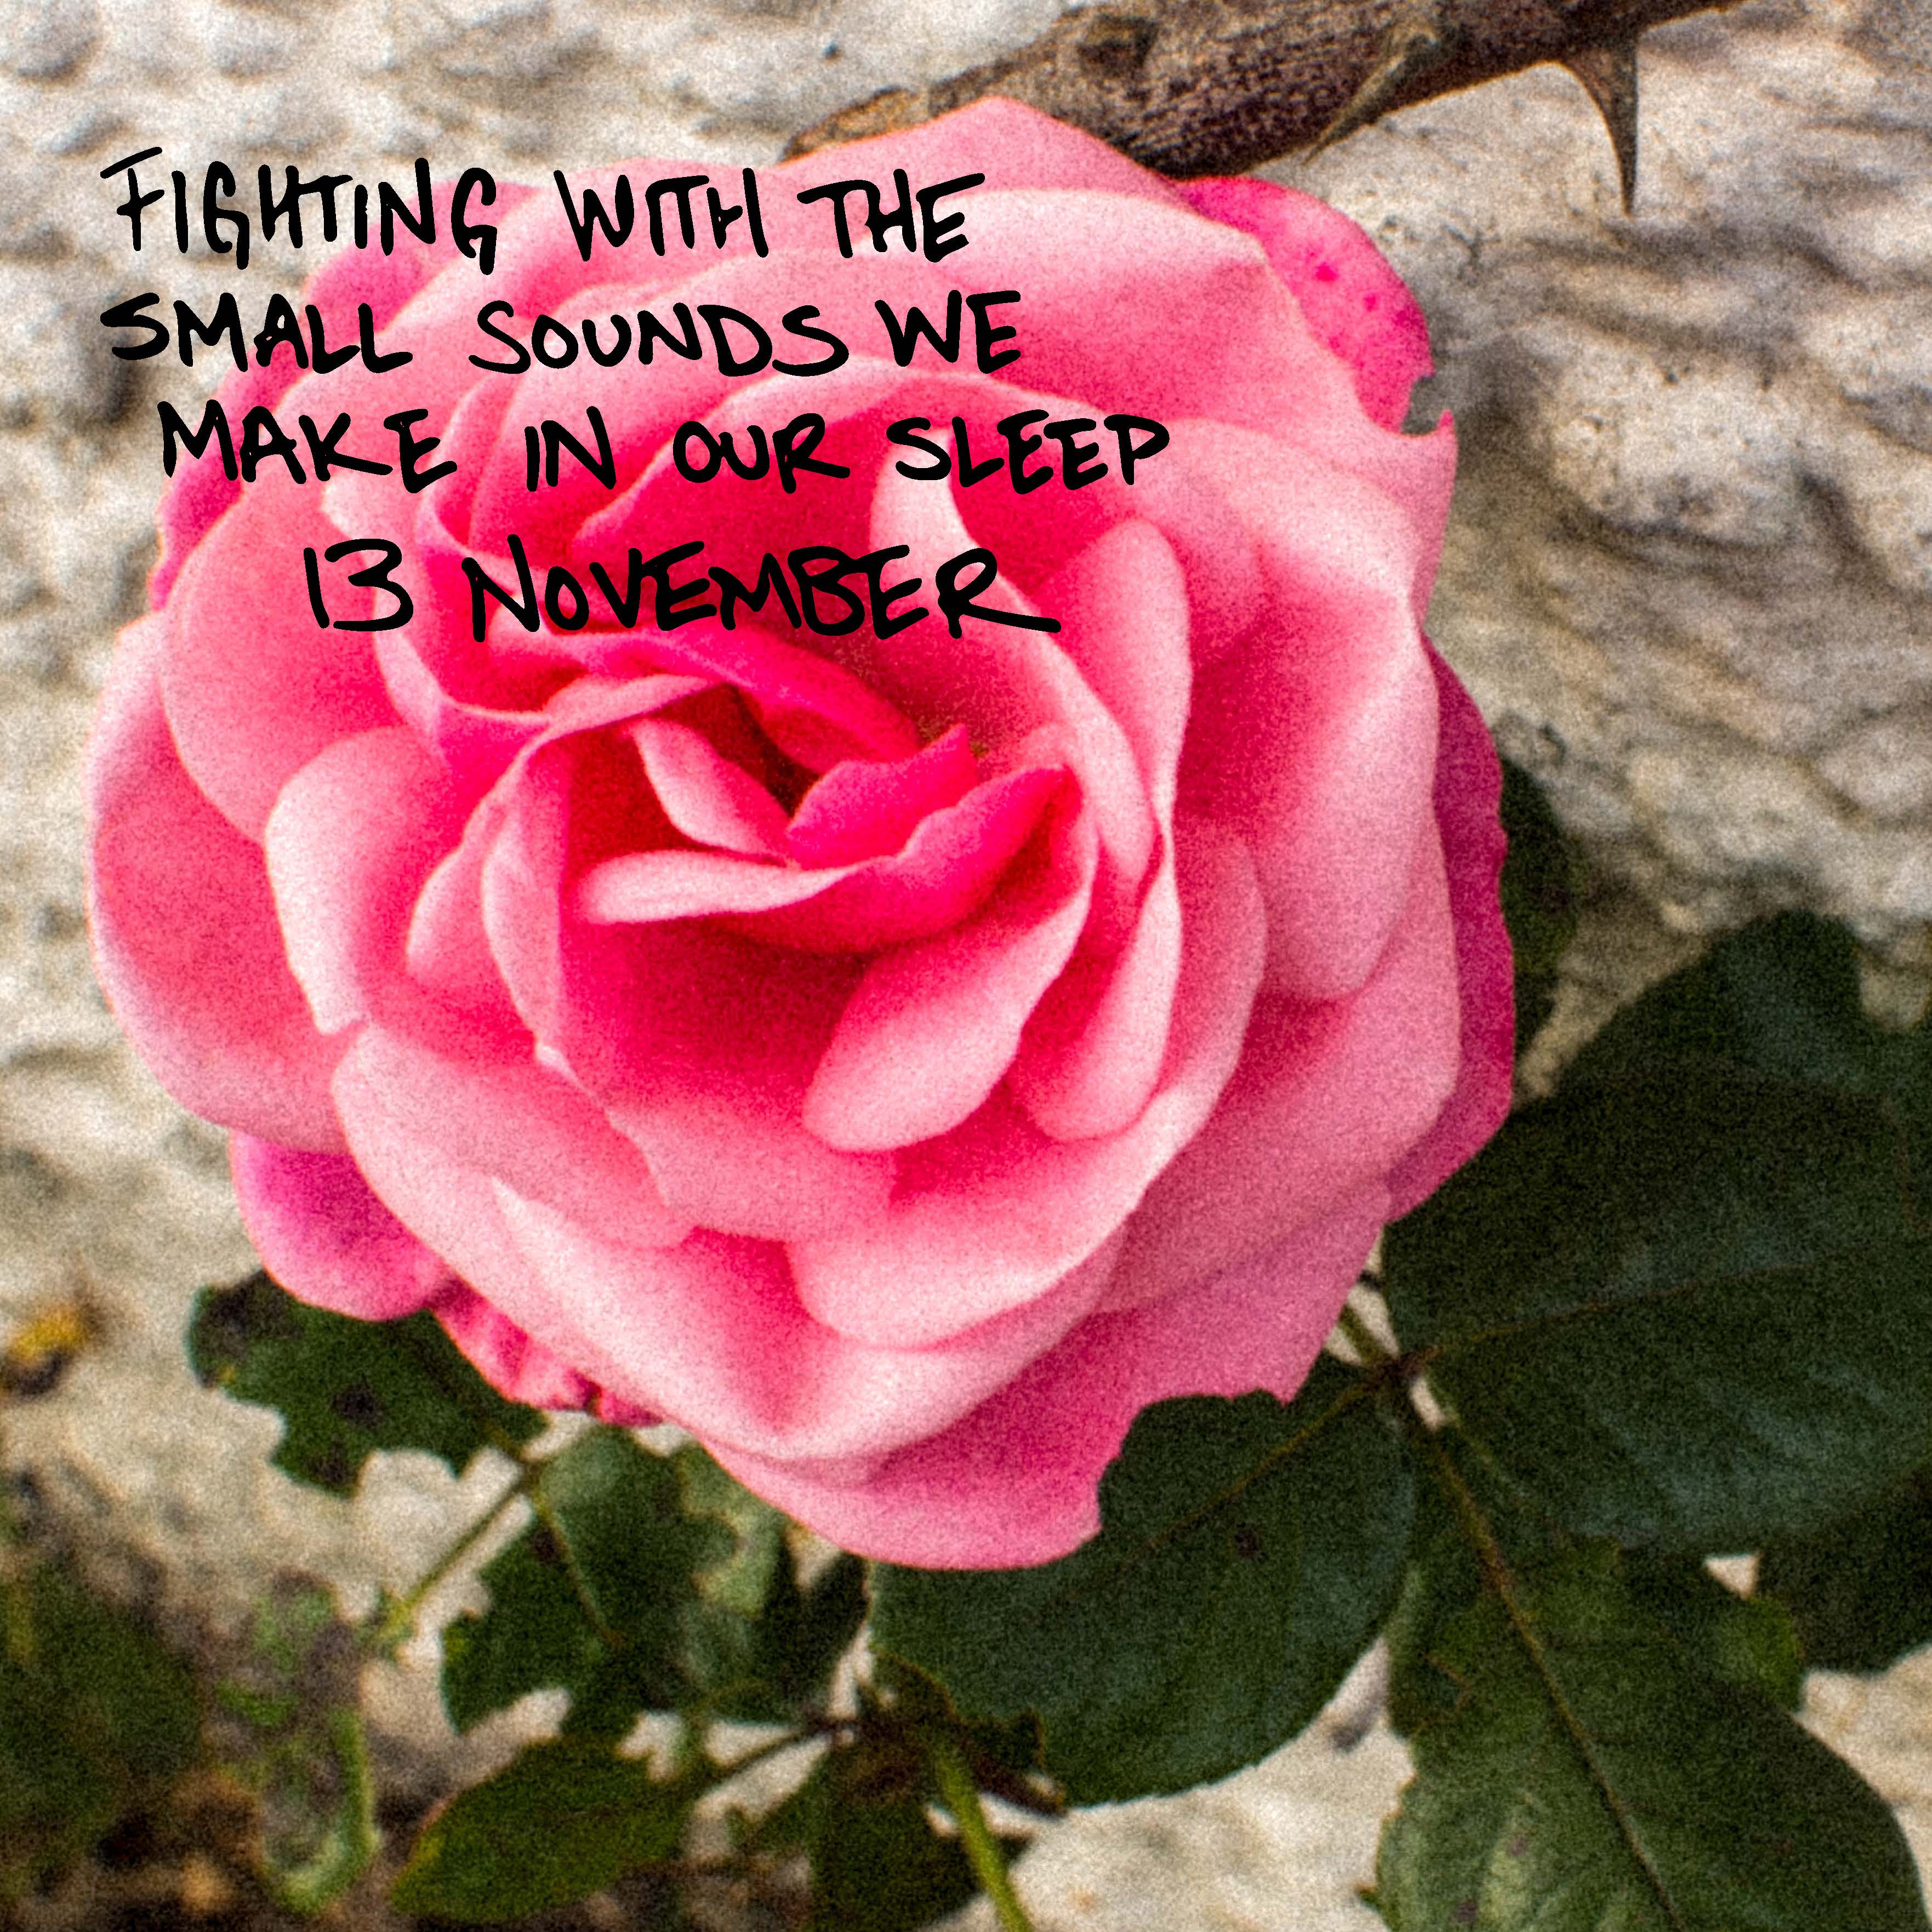 FIGHTING WITH THE
SMALL SOUNDS WE
MAKE IN OUR SLEEP
13 NOVEMBER